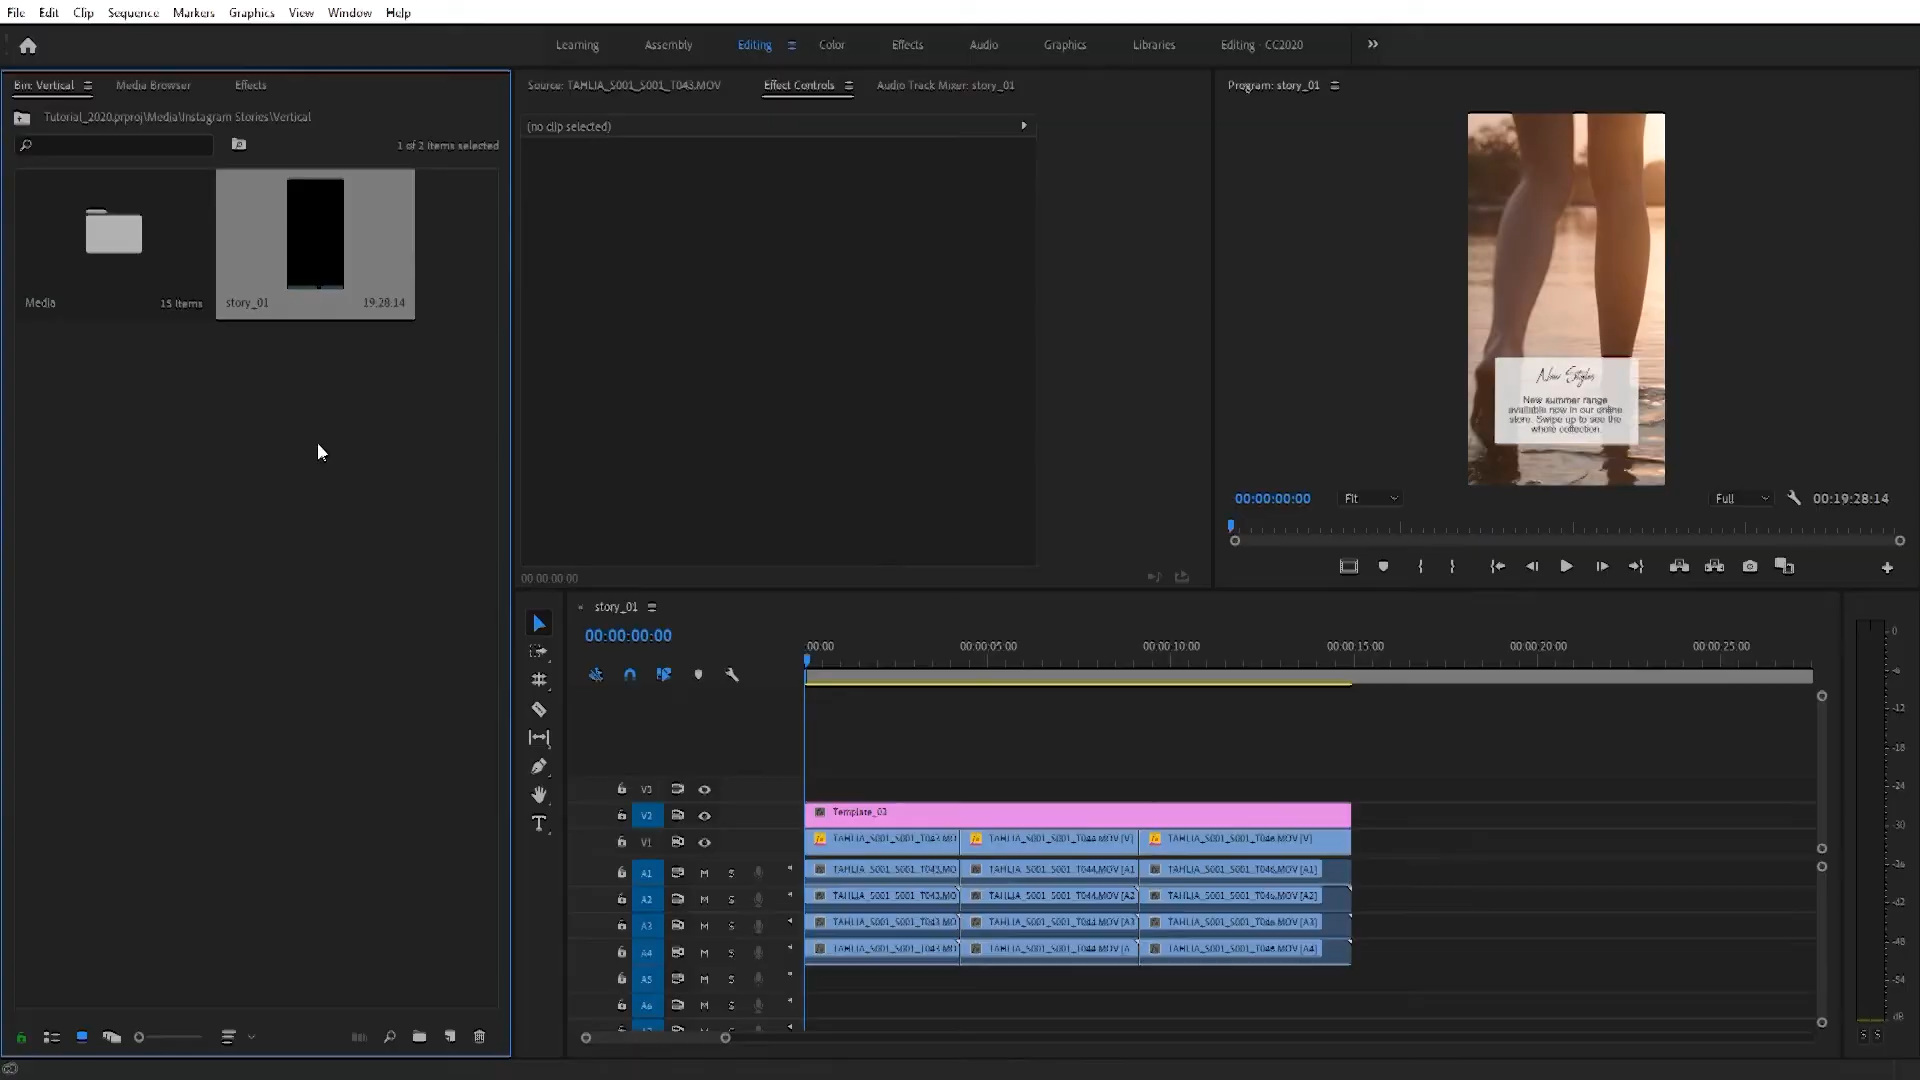 File Edit Clip Sequence Markers Graphics View Window Help
Learning Assembly Editing Color Effects Audio Graphics Libraries Editing - CC2020
Bin: Vertical Media Browser Effects
Tutorial_2020.prproj\Media\Instagram Stories\Vertical
1 of 2 items selected
Media 15 items
story_01 19:28:14
Source: TAHLIA_S001_S001_T043.MOV Effect Controls Audio Track Mixer: story_01
(no clip selected)
00:00:00:00
Program: story_01
New Styles
New summer range
available now in our online
store. Swipe up to see the
whole collection.
00:00:00:00 Fit Full 00:19:28:14
story_01
00:00:00:00
:00:00 00:00:05:00 00:00:10:00 00:00:15:00 00:00:20:00 00:00:25:00
V3
V2 Template_03
V1 TAHLIA_S001_S001_T043.MO TAHLIA_S001_S001_T044.MOV [V] TAHLIA_S001_S001_T046.MOV [V]
A1 M S TAHLIA_S001_S001_T043.MO TAHLIA_S001_S001_T044.MOV [A1 TAHLIA_S001_S001_T046.MOV [A1]
A2 M S TAHLIA_S001_S001_T043.MO TAHLIA_S001_S001_T044.MOV [A2 TAHLIA_S001_S001_T046.MOV [A2]
A3 M S TAHLIA_S001_S001_T043.MO TAHLIA_S001_S001_T044.MOV [A3 TAHLIA_S001_S001_T046.MOV [A3]
A4 M S TAHLIA_S001_S001_T043.MO TAHLIA_S001_S001_T044.MOV [A TAHLIA_S001_S001_T046.MOV [A4]
A5 M S
A6 M S
0
-6
-12
-18
-24
-30
-36
-42
-48
-54
dB
S S